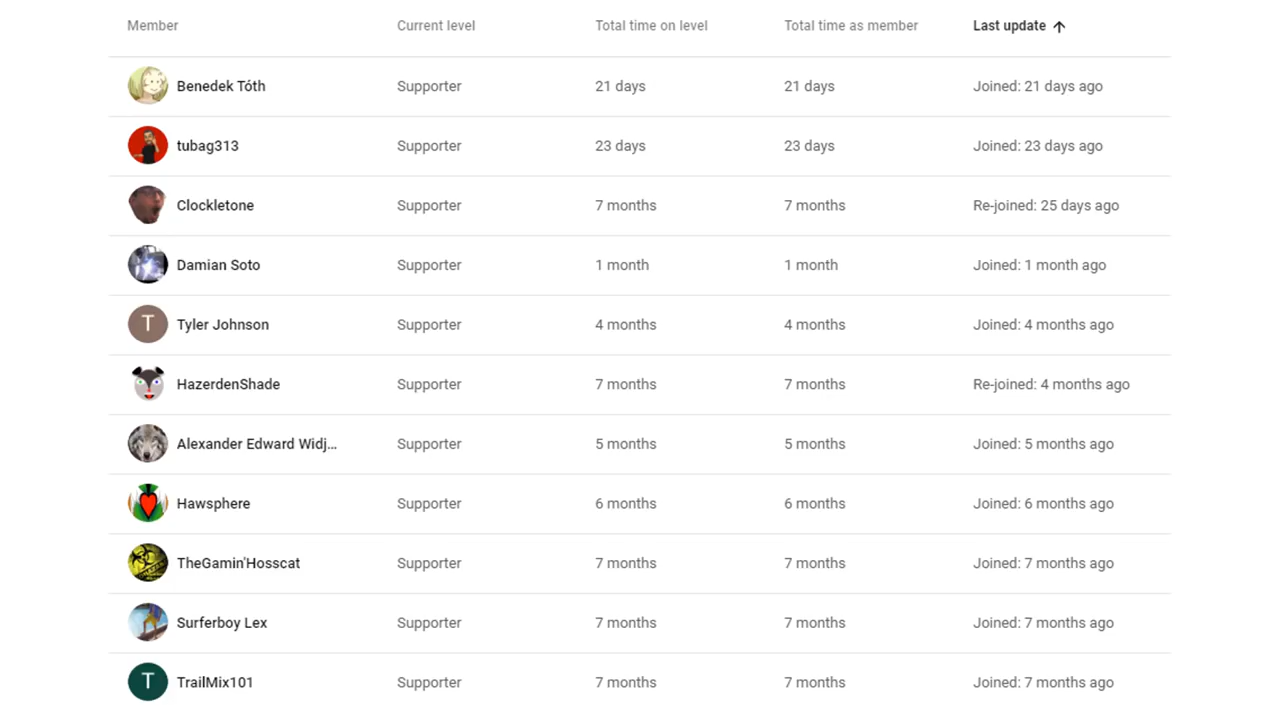 Member Current level Total time on level Total time as member Last update ↑
Benedek Tóth Supporter 21 days 21 days Joined: 21 days ago
tubag313 Supporter 23 days 23 days Joined: 23 days ago
Clockletone Supporter 7 months 7 months Re-joined: 25 days ago
Damian Soto Supporter 1 month 1 month Joined: 1 month ago
T Tyler Johnson Supporter 4 months 4 months Joined: 4 months ago
HazerdenShade Supporter 7 months 7 months Re-joined: 4 months ago
Alexander Edward Widj... Supporter 5 months 5 months Joined: 5 months ago
Hawsphere Supporter 6 months 6 months Joined: 6 months ago
TheGamin'Hosscat Supporter 7 months 7 months Joined: 7 months ago
Surferboy Lex Supporter 7 months 7 months Joined: 7 months ago
T TrailMix101 Supporter 7 months 7 months Joined: 7 months ago